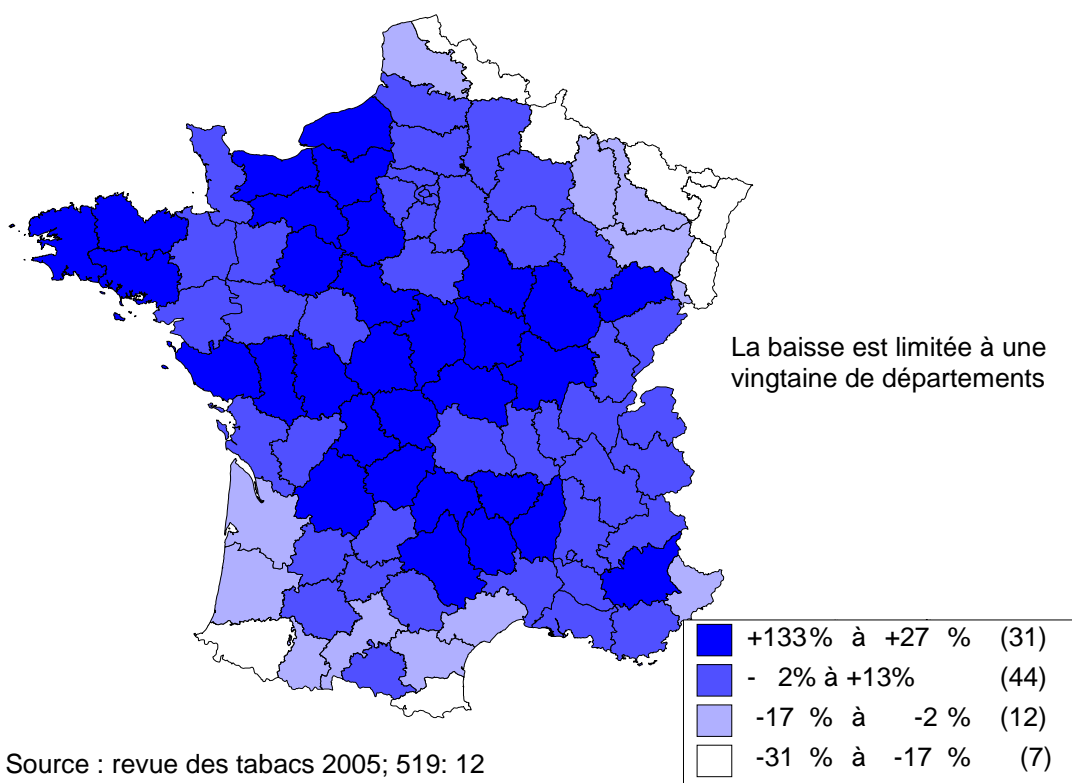 La baisse est limitée à une
vingtaine de départements
+133% à +27 % (31)
- 2% à +13% (44)
-17 % à -2 % (12)
-31 % à -17 % (7)
Source : revue des tabacs 2005; 519: 12